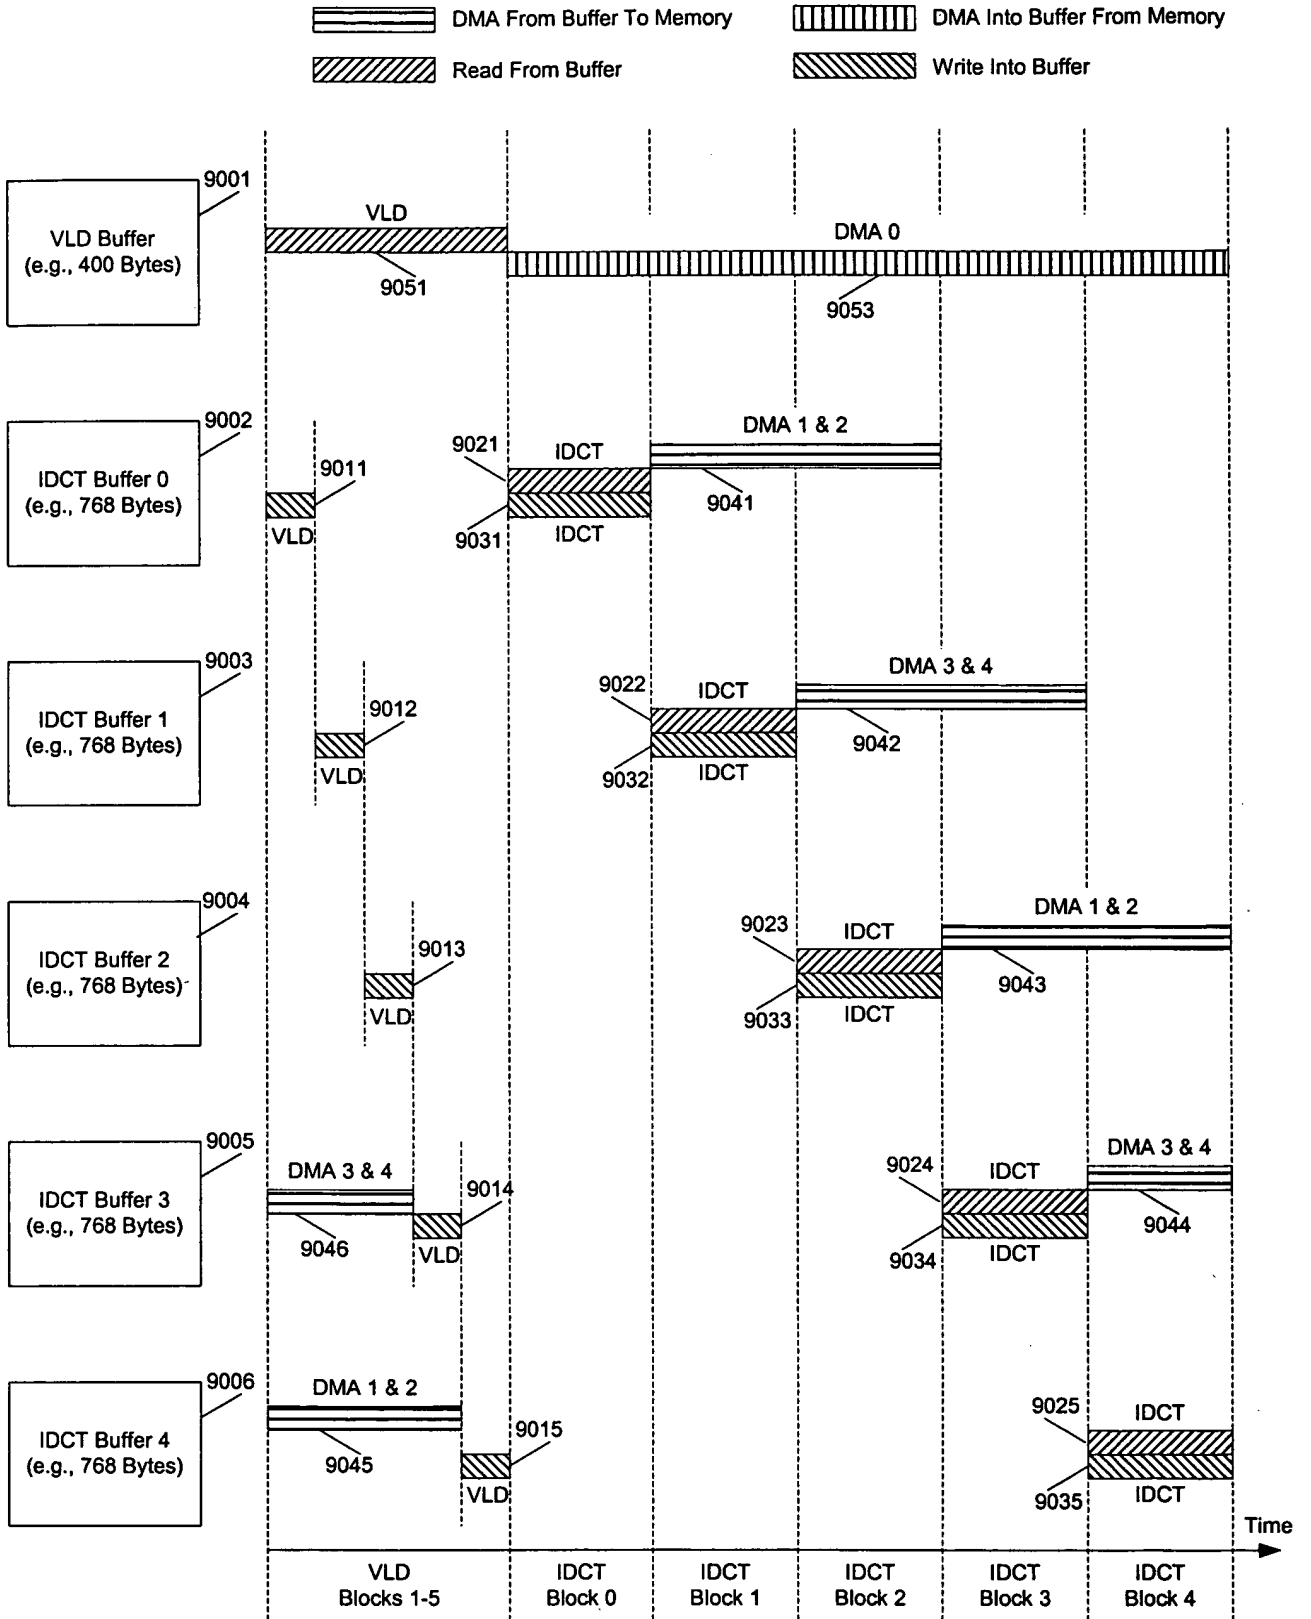 DMA From Buffer To Memory
DMA Into Buffer From Memory
Read From Buffer
Write Into Buffer
9001
VLD Buffer
(e.g., 400 Bytes)
VLD
9051
DMA 0
9053
9002
IDCT Buffer 0
(e.g., 768 Bytes)
9011
VLD
9021
IDCT
9031
IDCT
DMA 1 & 2
9041
9003
IDCT Buffer 1
(e.g., 768 Bytes)
9012
VLD
9022
IDCT
9032
IDCT
DMA 3 & 4
9042
9004
IDCT Buffer 2
(e.g., 768 Bytes)
9013
VLD
9023
IDCT
9033
IDCT
DMA 1 & 2
9043
9005
IDCT Buffer 3
(e.g., 768 Bytes)
DMA 3 & 4
9046
9014
VLD
9024
IDCT
9034
IDCT
DMA 3 & 4
9044
9006
IDCT Buffer 4
(e.g., 768 Bytes)
DMA 1 & 2
9045
9015
VLD
9025
IDCT
9035
IDCT
Time
VLD
Blocks 1-5
IDCT
Block 0
IDCT
Block 1
IDCT
Block 2
IDCT
Block 3
IDCT
Block 4